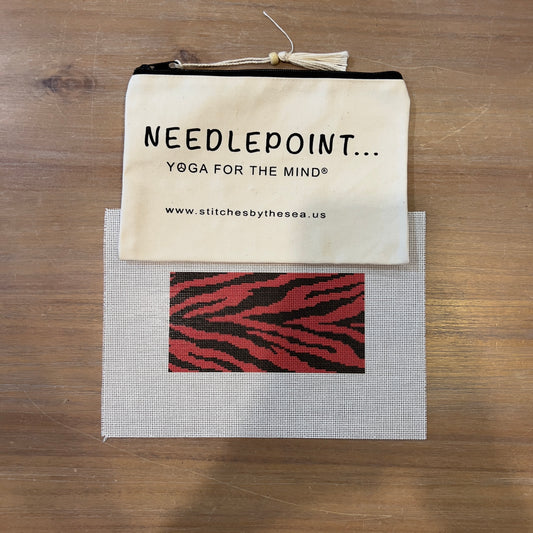 NEEDLEPOINT...
YOGA FOR THE MIND®
www.stitchesbythesea.us